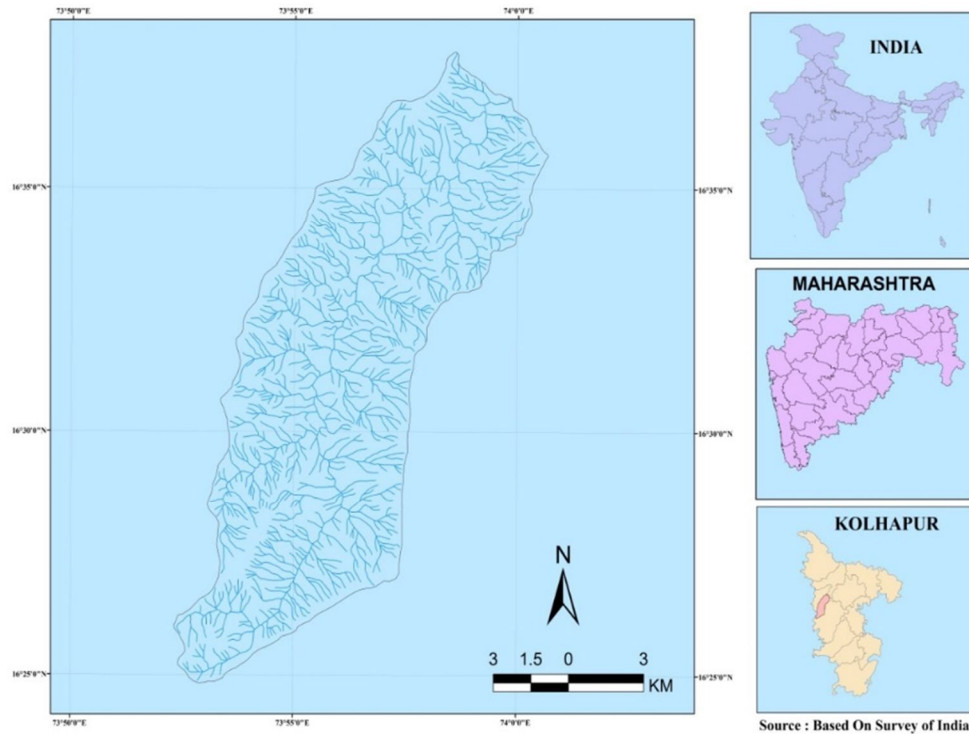 73°50'0"E 73°55'0"E 74°0'0"E
INDIA
16°35'0"N 16°35'0"N
MAHARASHTRA
16°20'0"N 16°30'0"N
KOLHAPUR
N
3 1.5 0 3
KM
16°25'0"N 16°25'0"N
73°50'0"E 73°55'0"E 74°0'0"E
Source : Based On Survey of India